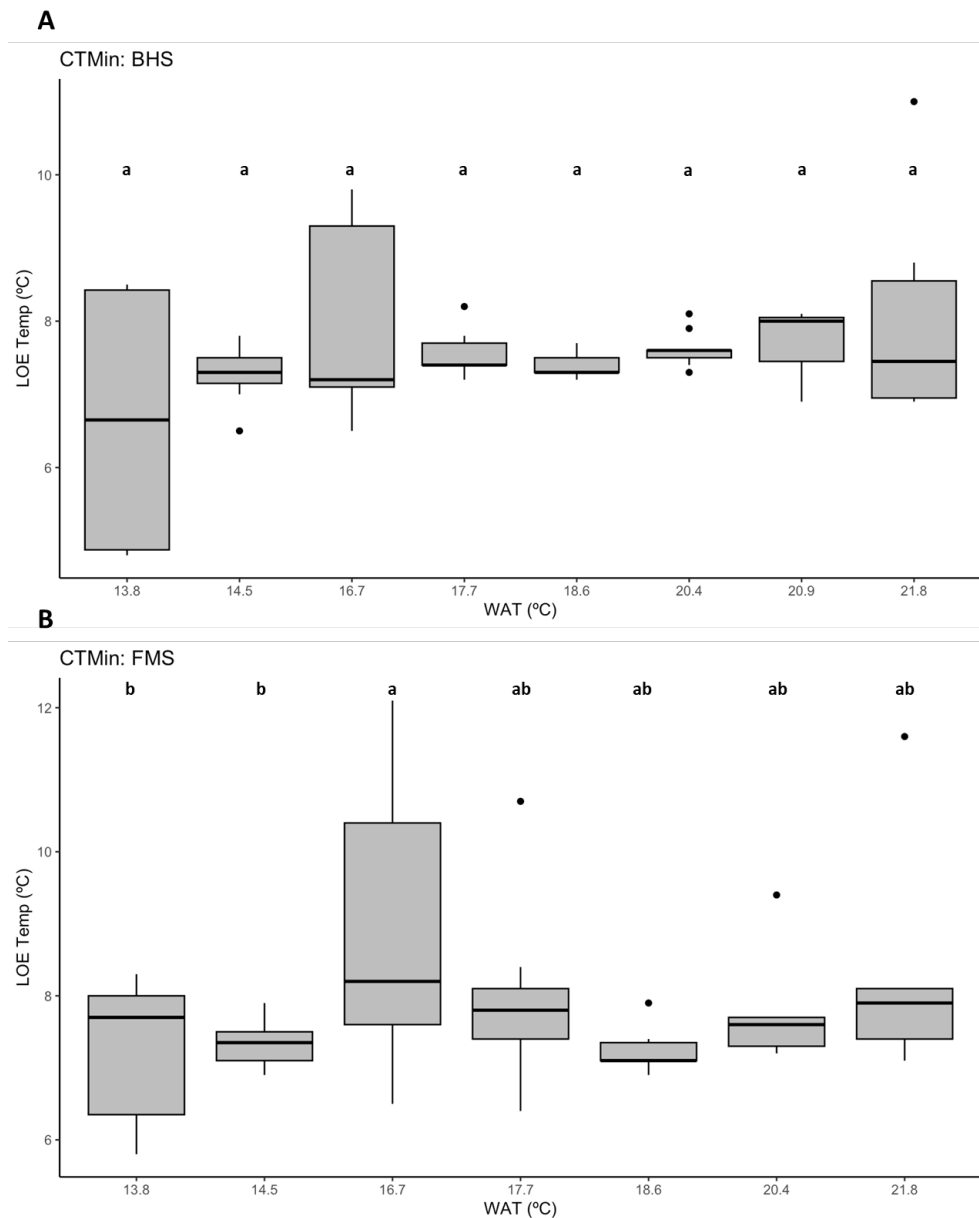 A
CTMin: BHS
a a a a a a a a
10
8
6
LOE Temp (ºC)
13.8 14.5 16.7 17.7 18.6 20.4 20.9 21.8
WAT (ºC)
B
CTMin: FMS
b b a ab ab ab ab
12
10
8
6
LOE Temp (ºC)
13.8 14.5 16.7 17.7 18.6 20.4 21.8
WAT (ºC)